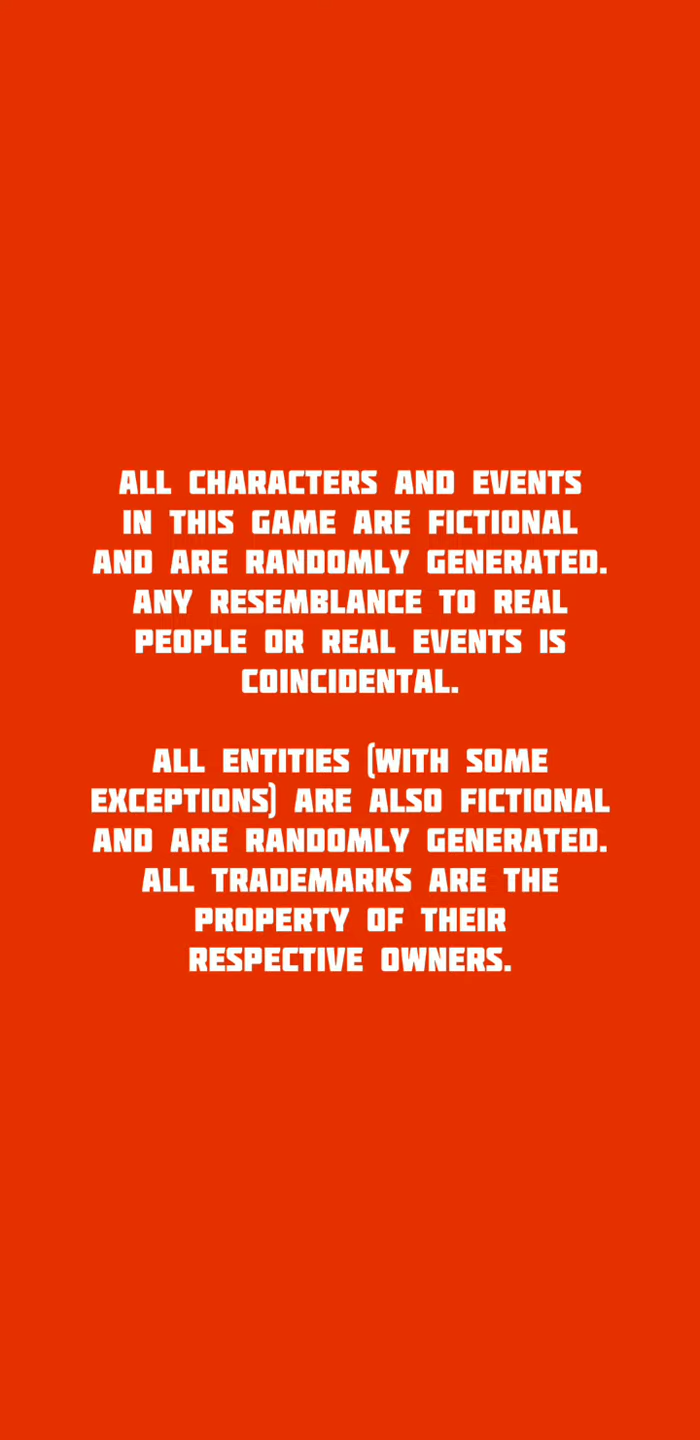 ALL CHARACTERS AND EVENTS
IN THIS GAME ARE FICTIONAL
AND ARE RANDOMLY GENERATED.
ANY RESEMBLANCE TO REAL
PEOPLE OR REAL EVENTS IS
COINCIDENTAL.
ALL ENTITIES (WITH SOME
EXCEPTIONS) ARE ALSO FICTIONAL
AND ARE RANDOMLY GENERATED.
ALL TRADEMARKS ARE THE
PROPERTY OF THEIR
RESPECTIVE OWNERS.